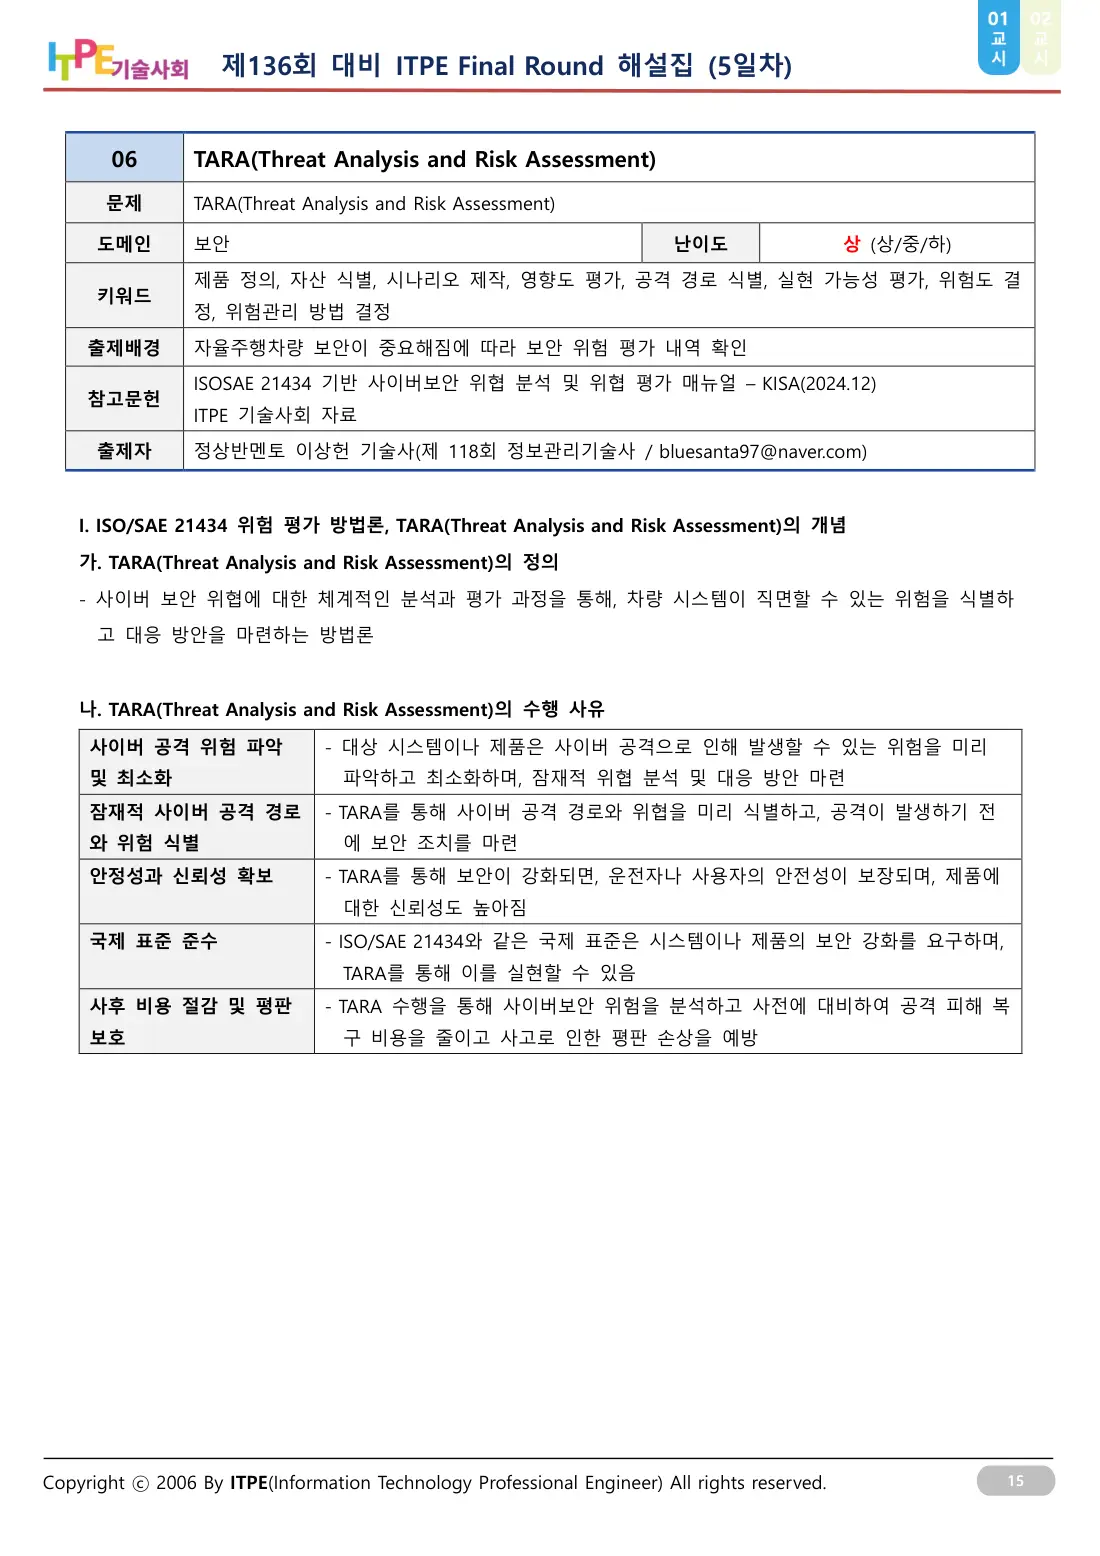 01
교
시
02
교
시
ITPE기술사회 제136회 대비 ITPE Final Round 해설집 (5일차)
06 TARA(Threat Analysis and Risk Assessment)
문제 TARA(Threat Analysis and Risk Assessment)
도메인 보안 난이도 상 (상/중/하)
키워드 제품 정의, 자산 식별, 시나리오 제작, 영향도 평가, 공격 경로 식별, 실현 가능성 평가, 위험도 결
정, 위험관리 방법 결정
출제배경 자율주행차량 보안이 중요해짐에 따라 보안 위험 평가 내역 확인
참고문헌 ISOSAE 21434 기반 사이버보안 위협 분석 및 위협 평가 매뉴얼 – KISA(2024.12)
ITPE 기술사회 자료
출제자 정상반멘토 이상헌 기술사(제 118회 정보관리기술사 / bluesanta97@naver.com)
I. ISO/SAE 21434 위험 평가 방법론, TARA(Threat Analysis and Risk Assessment)의 개념
가. TARA(Threat Analysis and Risk Assessment)의 정의
- 사이버 보안 위협에 대한 체계적인 분석과 평가 과정을 통해, 차량 시스템이 직면할 수 있는 위험을 식별하
고 대응 방안을 마련하는 방법론
나. TARA(Threat Analysis and Risk Assessment)의 수행 사유
사이버 공격 위험 파악 - 대상 시스템이나 제품은 사이버 공격으로 인해 발생할 수 있는 위험을 미리
및 최소화 파악하고 최소화하며, 잠재적 위협 분석 및 대응 방안 마련
잠재적 사이버 공격 경로 - TARA를 통해 사이버 공격 경로와 위협을 미리 식별하고, 공격이 발생하기 전
와 위험 식별 에 보안 조치를 마련
안정성과 신뢰성 확보 - TARA를 통해 보안이 강화되면, 운전자나 사용자의 안전성이 보장되며, 제품에
대한 신뢰성도 높아짐
국제 표준 준수 - ISO/SAE 21434와 같은 국제 표준은 시스템이나 제품의 보안 강화를 요구하며,
TARA를 통해 이를 실현할 수 있음
사후 비용 절감 및 평판 - TARA 수행을 통해 사이버보안 위험을 분석하고 사전에 대비하여 공격 피해 복
보호 구 비용을 줄이고 사고로 인한 평판 손상을 예방
Copyright ⓒ 2006 By ITPE(Information Technology Professional Engineer) All rights reserved.
15